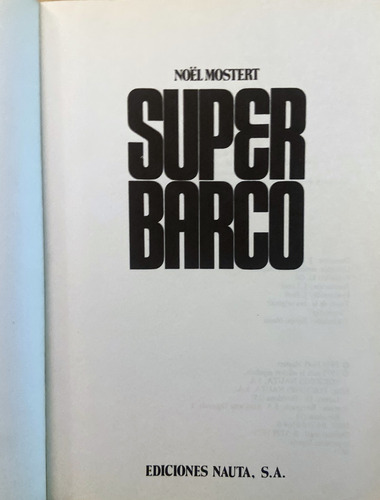 NOËL MOSTERT
SUPER
BARCO
EDICIONES NAUTA, S.A.